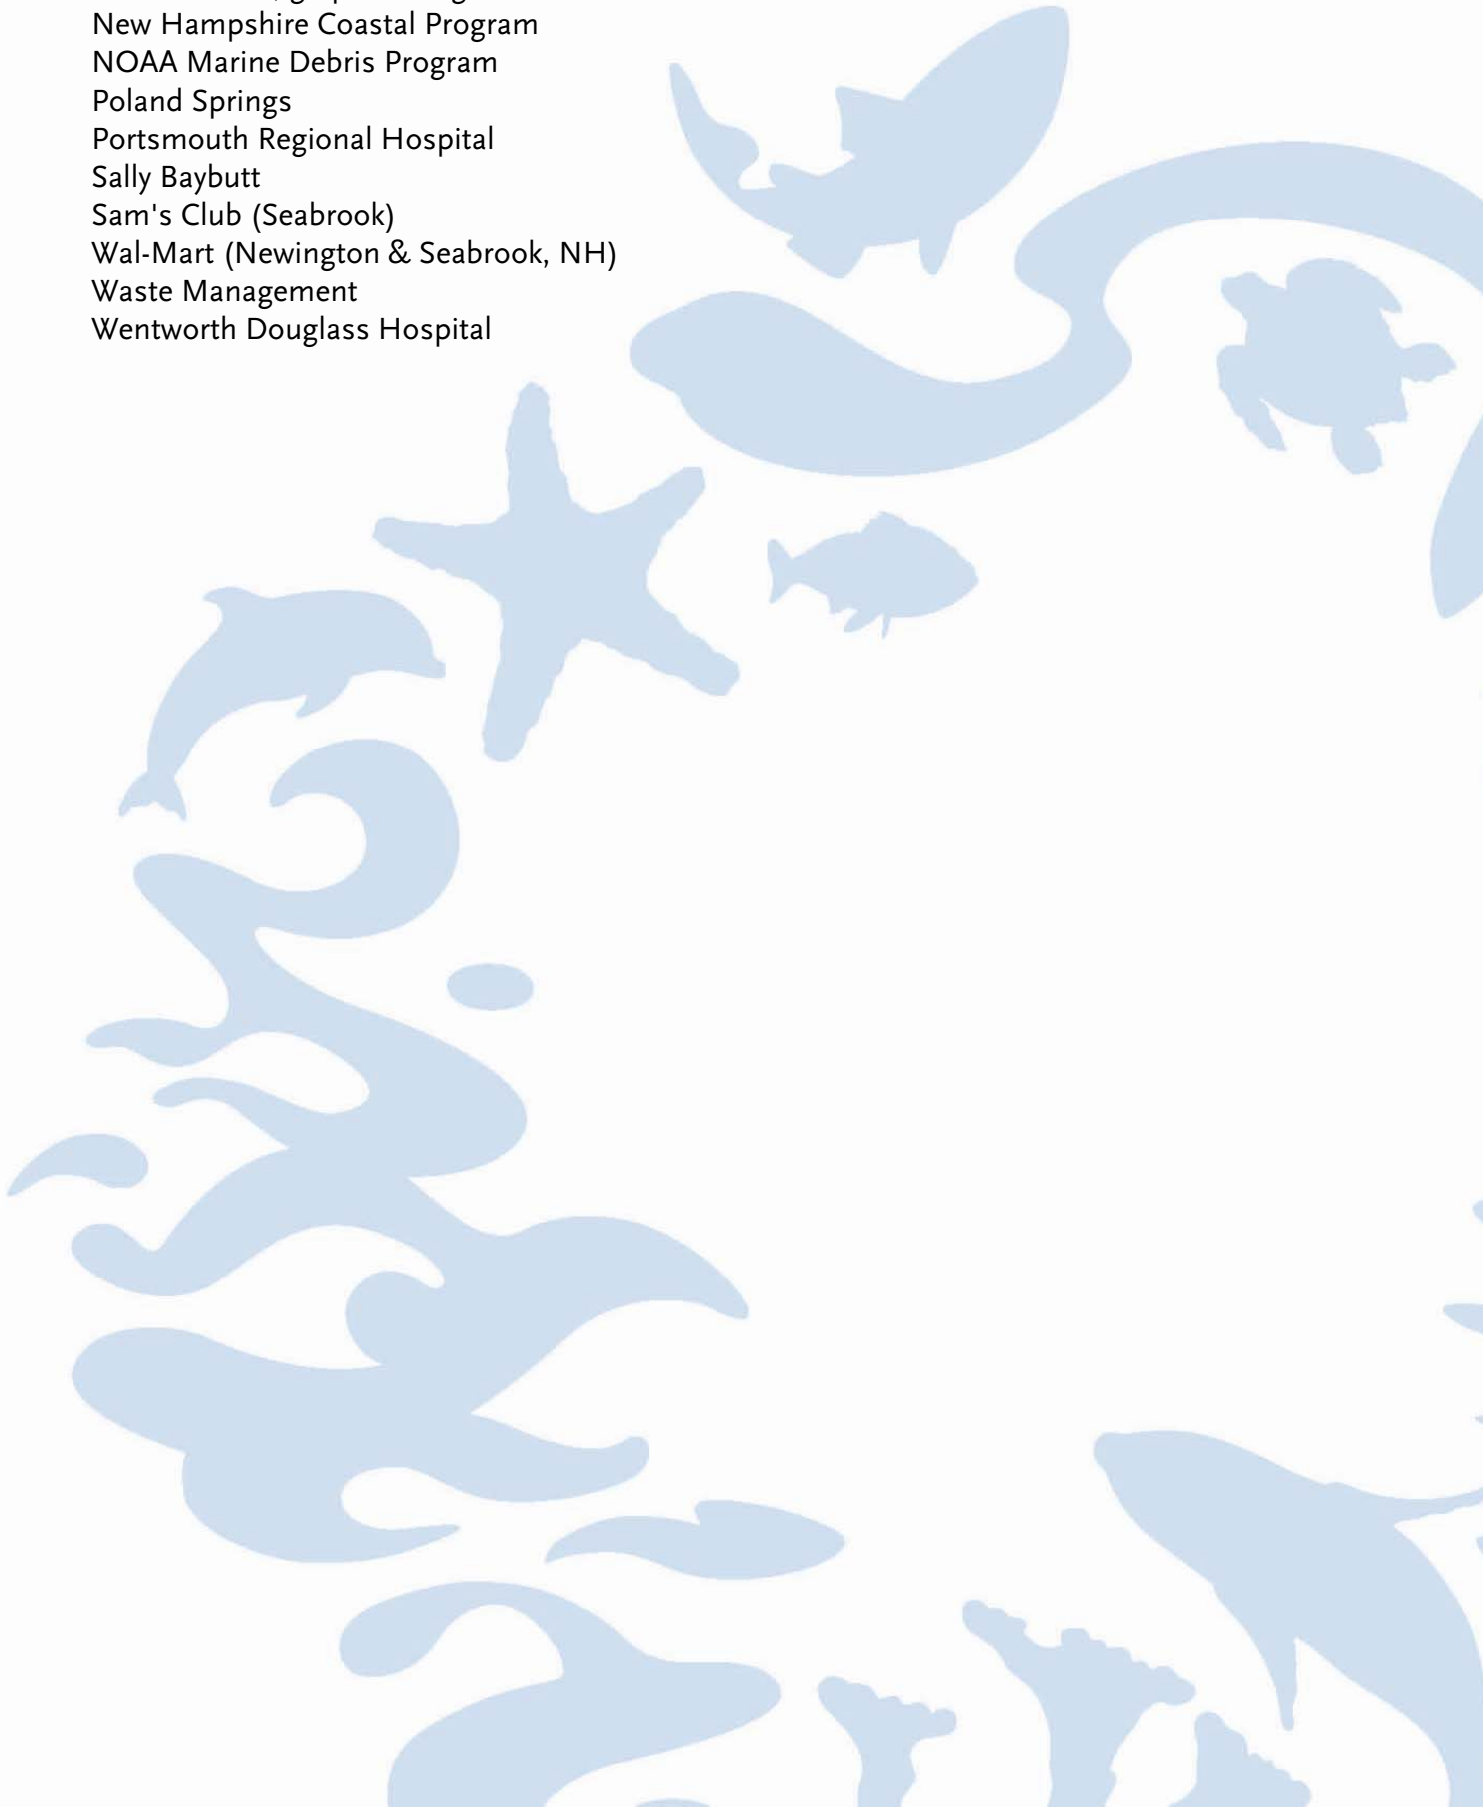 New Hampshire Coastal Program
NOAA Marine Debris Program
Poland Springs
Portsmouth Regional Hospital
Sally Baybutt
Sam's Club (Seabrook)
Wal-Mart (Newington & Seabrook, NH)
Waste Management
Wentworth Douglass Hospital